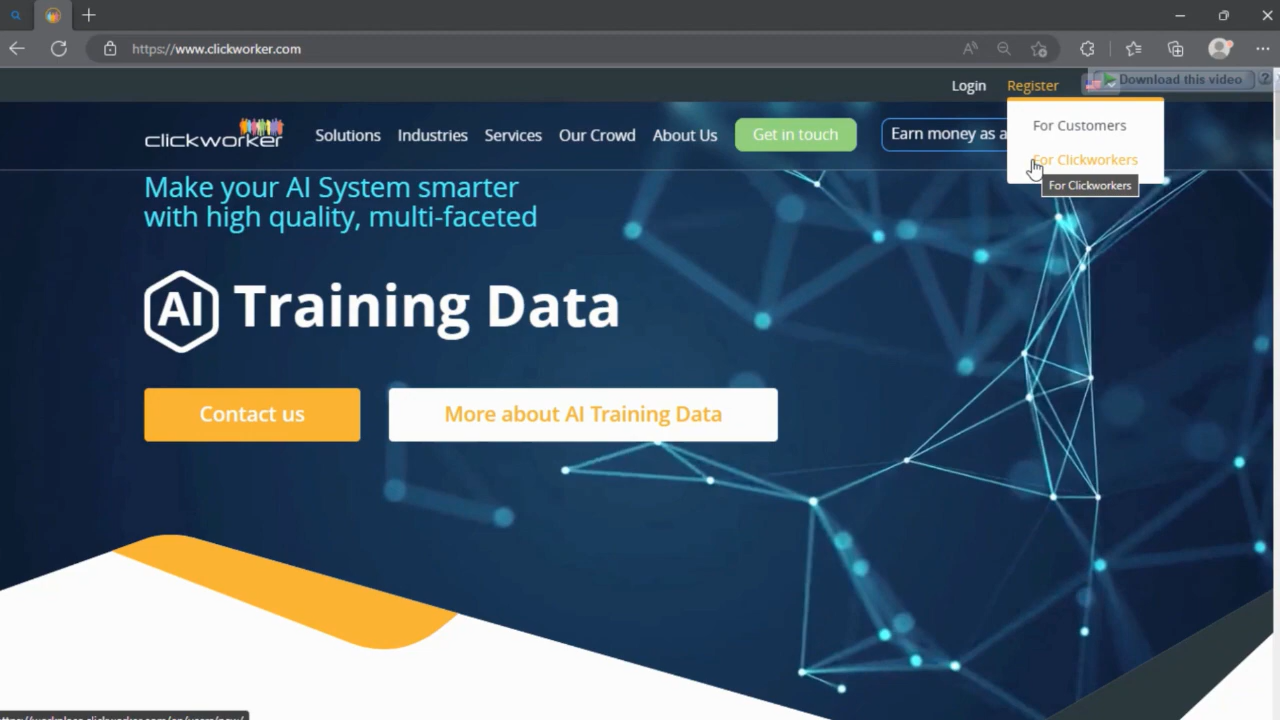 https://www.clickworker.com
Login
Register
Download this video
?
clickworker
Solutions
Industries
Services
Our Crowd
About Us
Get in touch
Earn money as a
For Customers
For Clickworkers
For Clickworkers
Make your AI System smarter
with high quality, multi-faceted
AI Training Data
Contact us
More about AI Training Data